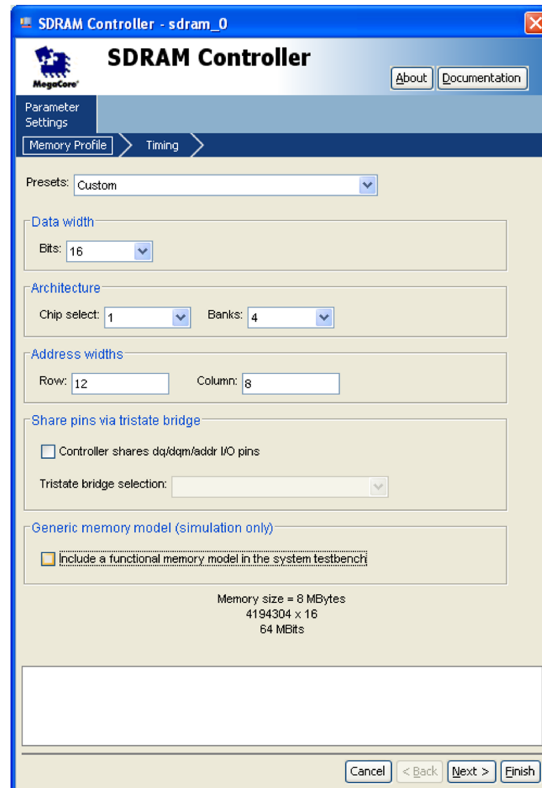 SDRAM Controller - sdram_0
SDRAM Controller
MegaCore'
About
Documentation
Parameter
Settings
Memory Profile
Timing
Presets: Custom
Data width
Bits: 16
Architecture
Chip select: 1 Banks: 4
Address widths
Row: 12 Column: 8
Share pins via tristate bridge
Controller shares dq/dqm/addr I/O pins
Tristate bridge selection:
Generic memory model (simulation only)
Include a functional memory model in the system testbench
Memory size = 8 MBytes
4194304 x 16
64 MBits
Cancel < Back Next > Finish